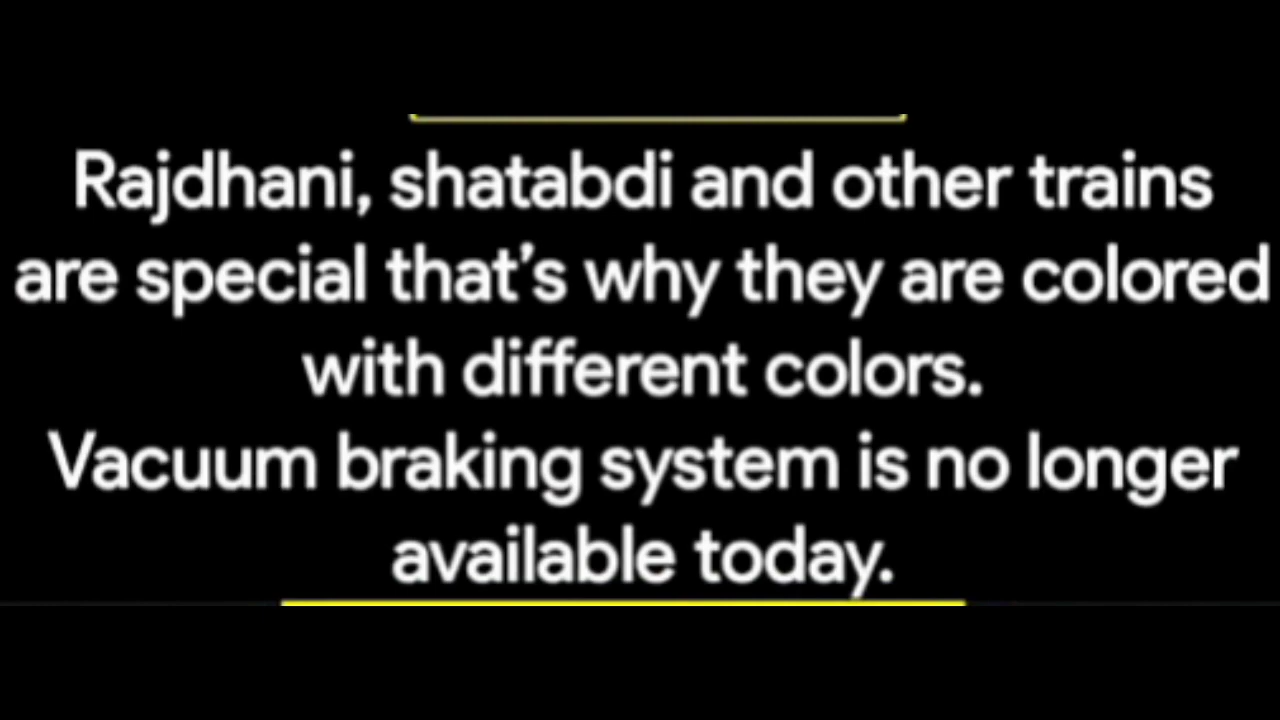 Rajdhani, shatabdi and other trains
are special that’s why they are colored
with different colors.
Vacuum braking system is no longer
available today.